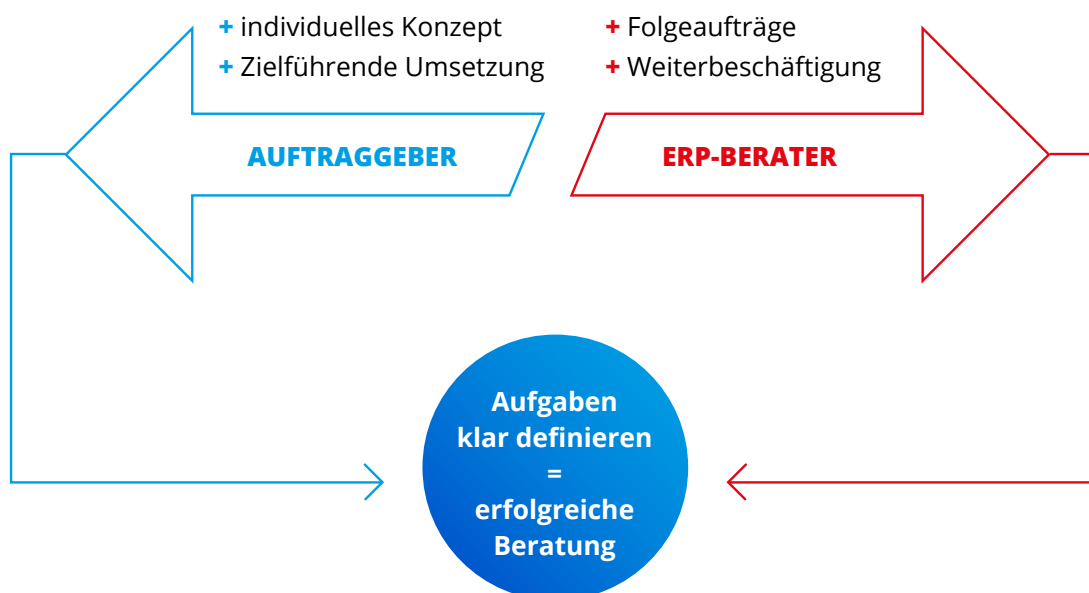 + individuelles Konzept
+ Zielführende Umsetzung
+ Folgeaufträge
+ Weiterbeschäftigung
AUFTRAGGEBER
ERP-BERATER
Aufgaben
klar definieren
=
erfolgreiche
Beratung